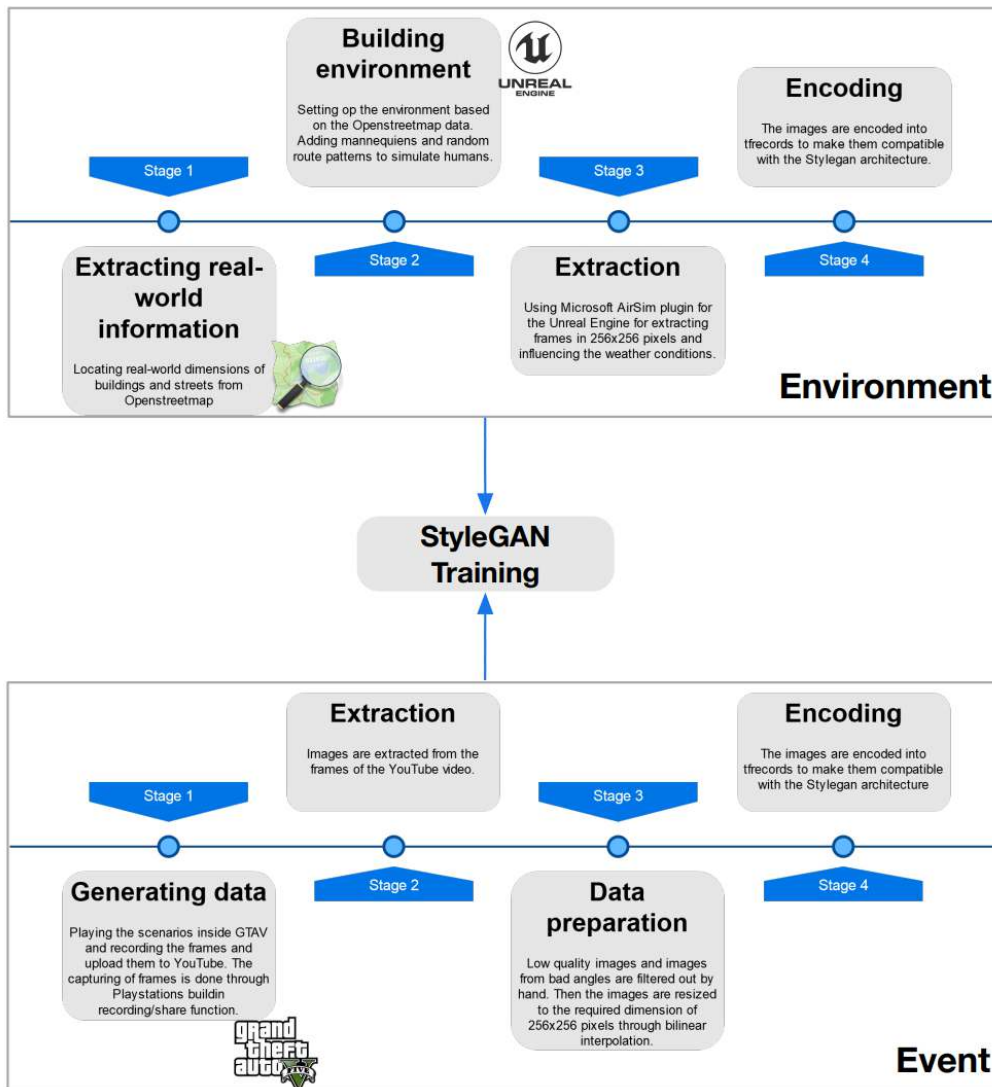 Building
environment
Setting op the environment based
on the Openstreetmap data.
Adding mannequiens and random
route patterns to simulate humans.
UNREAL
ENGINE
Encoding
The images are encoded into
tfrecords to make them compatible
with the Stylegan architecture.
Stage 1
Stage 3
Extracting real-
world
information
Locating real-world dimensions of
buildings and streets from
Openstreetmap
Stage 2
Extraction
Using Microsoft AirSim plugin for
the Unreal Engine for extracting
frames in 256x256 pixels and
influencing the weather conditions.
Stage 4
Environment
StyleGAN
Training
Extraction
Images are extracted from the
frames of the YouTube video.
Encoding
The images are encoded into
tfrecords to make them compatible
with the Stylegan architecture
Stage 1
Stage 3
Generating data
Playing the scenarios inside GTAV
and recording the frames and
upload them to YouTube. The
capturing of frames is done through
Playstations buildin
recording/share function.
grand
theft
auto
V
FIVE
Stage 2
Data
preparation
Low quality images and images
from bad angles are filtered out by
hand. Then the images are resized
to the required dimension of
256x256 pixels through bilinear
interpolation.
Stage 4
Event